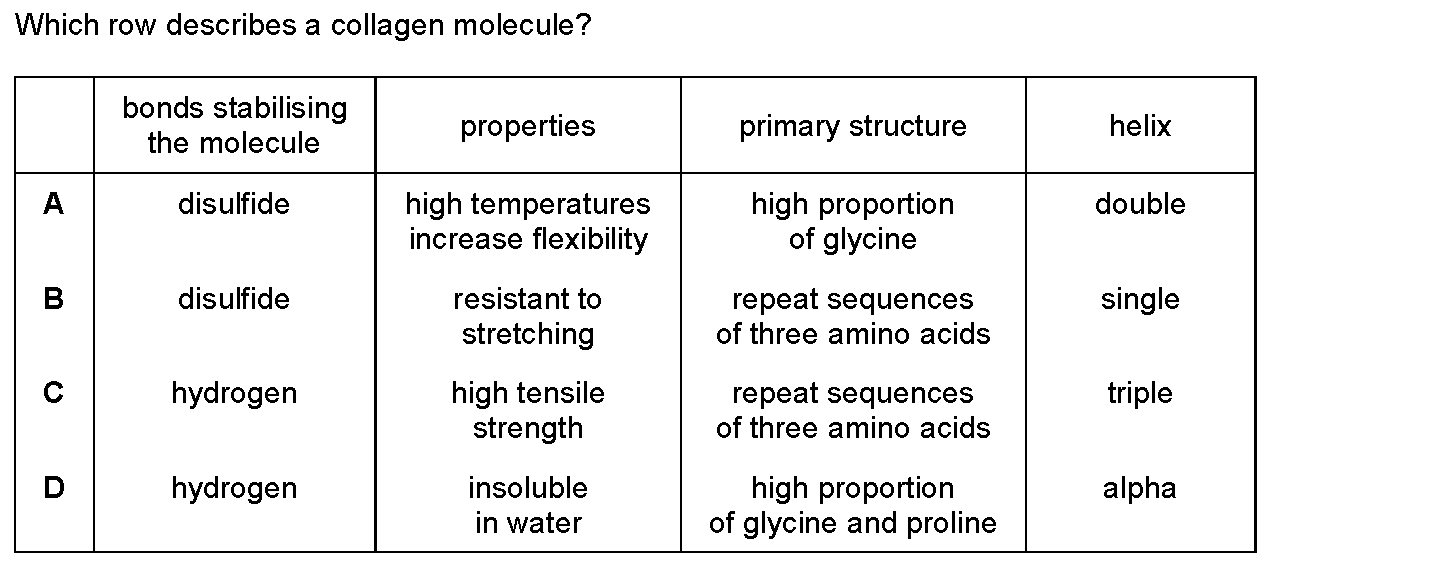 Which row describes a collagen molecule?
bonds stabilising
the molecule
properties
primary structure
helix
A
disulfide
high temperatures
increase flexibility
high proportion
of glycine
double
B
disulfide
resistant to
stretching
repeat sequences
of three amino acids
single
C
hydrogen
high tensile
strength
repeat sequences
of three amino acids
triple
D
hydrogen
insoluble
in water
high proportion
of glycine and proline
alpha